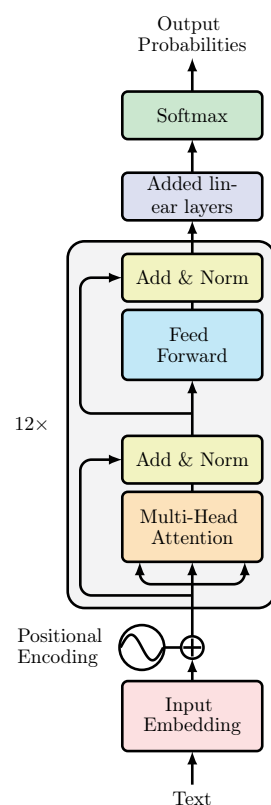 Output
Probabilities
Softmax
Added lin-
ear layers
Add & Norm
Feed
Forward
12×
Add & Norm
Multi-Head
Attention
Positional
Encoding
Input
Embedding
Text